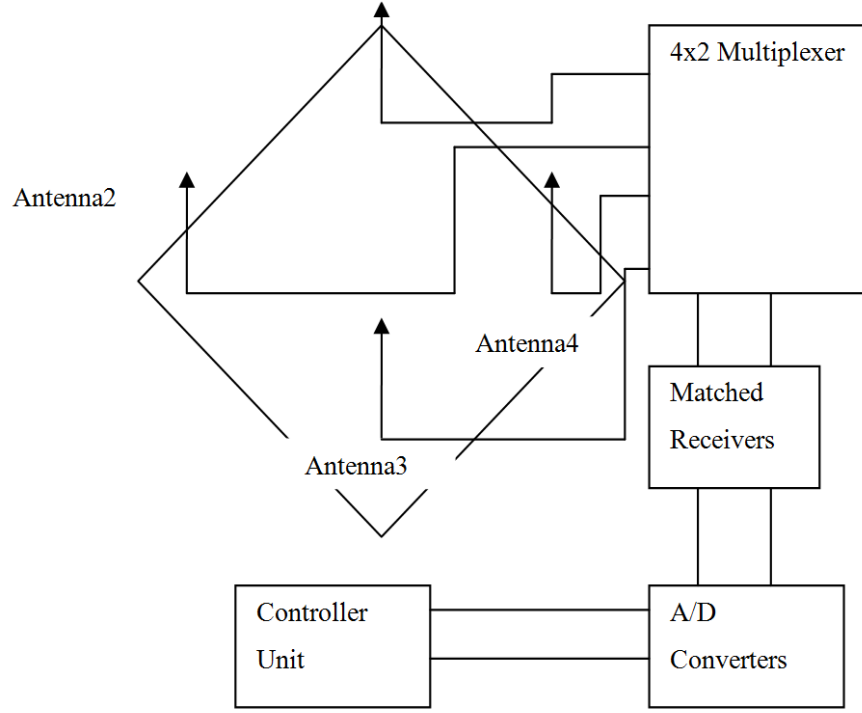 4x2 Multiplexer
Antenna2
Antenna4
Matched
Receivers
Antenna3
Controller
Unit
A/D
Converters